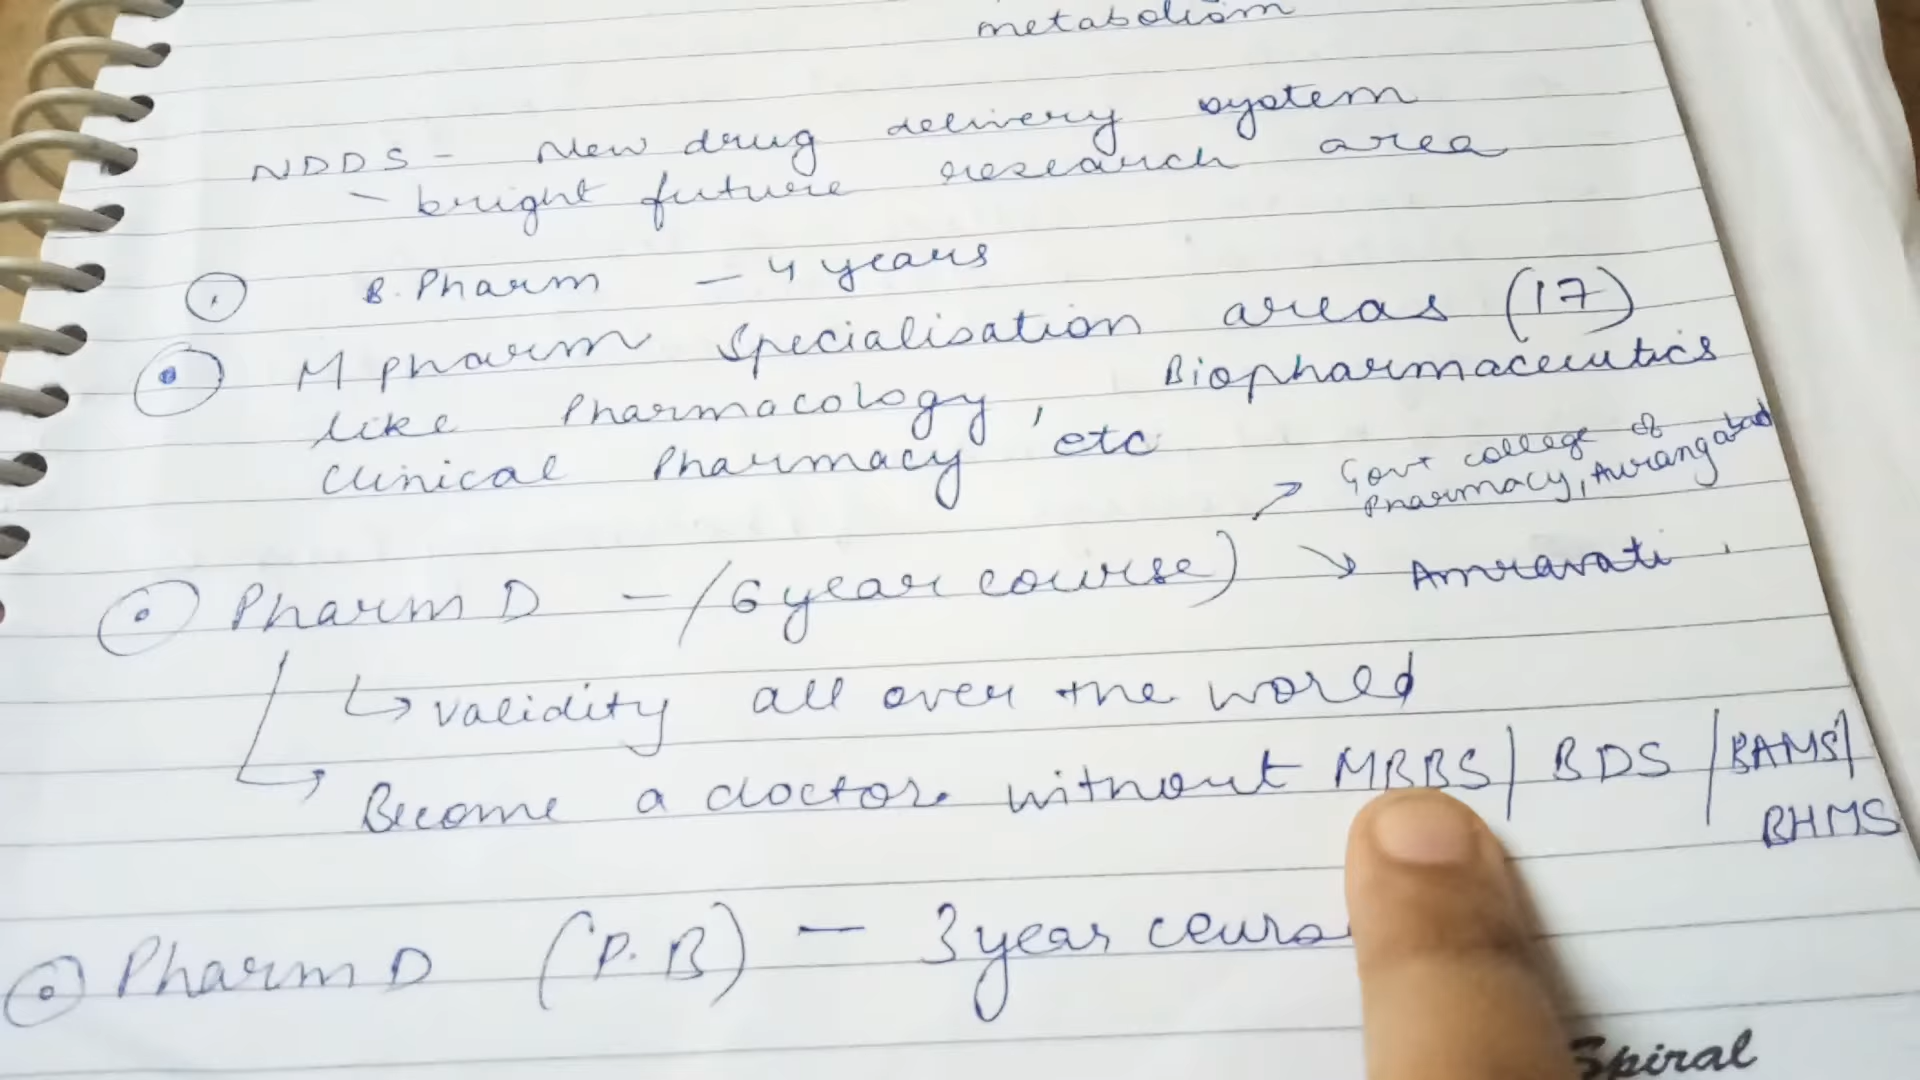 metabolism
NDDS - New drug delivery system
- bright future research area
B. Pharm - 4 years
M pharm Specialisation areas (17)
like Pharmacology, Biopharmaceutics
Clinical Pharmacy etc
Govt college of
Pharmacy, Aurangabad
Pharm D - (6 year course)
Amravati
validity all over the world
Become a doctor without MBBS / BDS / BAMS/
BHMS
Pharm D (P.B) - 3 year
Spiral